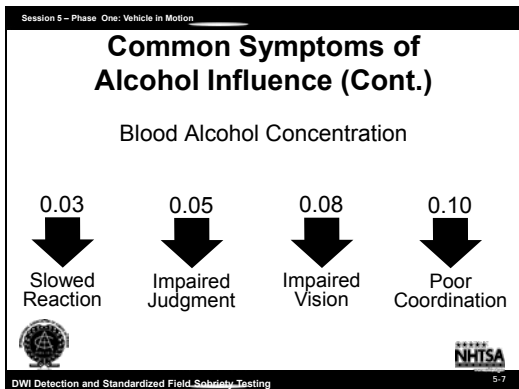 Session 5 – Phase One: Vehicle in Motion
Common Symptoms of
Alcohol Influence (Cont.)
Blood Alcohol Concentration
0.03
Slowed
Reaction
0.05
Impaired
Judgment
0.08
Impaired
Vision
0.10
Poor
Coordination
NHTSA
DWI Detection and Standardized Field Sobriety Testing
5-7